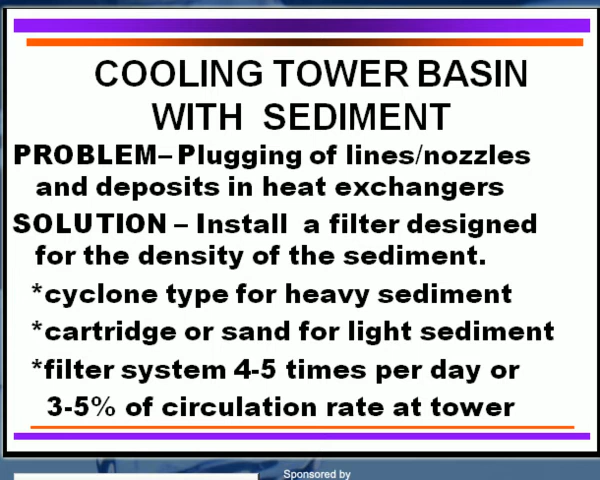 COOLING TOWER BASIN
WITH SEDIMENT
PROBLEM– Plugging of lines/nozzles
and deposits in heat exchangers
SOLUTION – Install a filter designed
for the density of the sediment.
*cyclone type for heavy sediment
*cartridge or sand for light sediment
*filter system 4-5 times per day or
3-5% of circulation rate at tower
Sponsored by